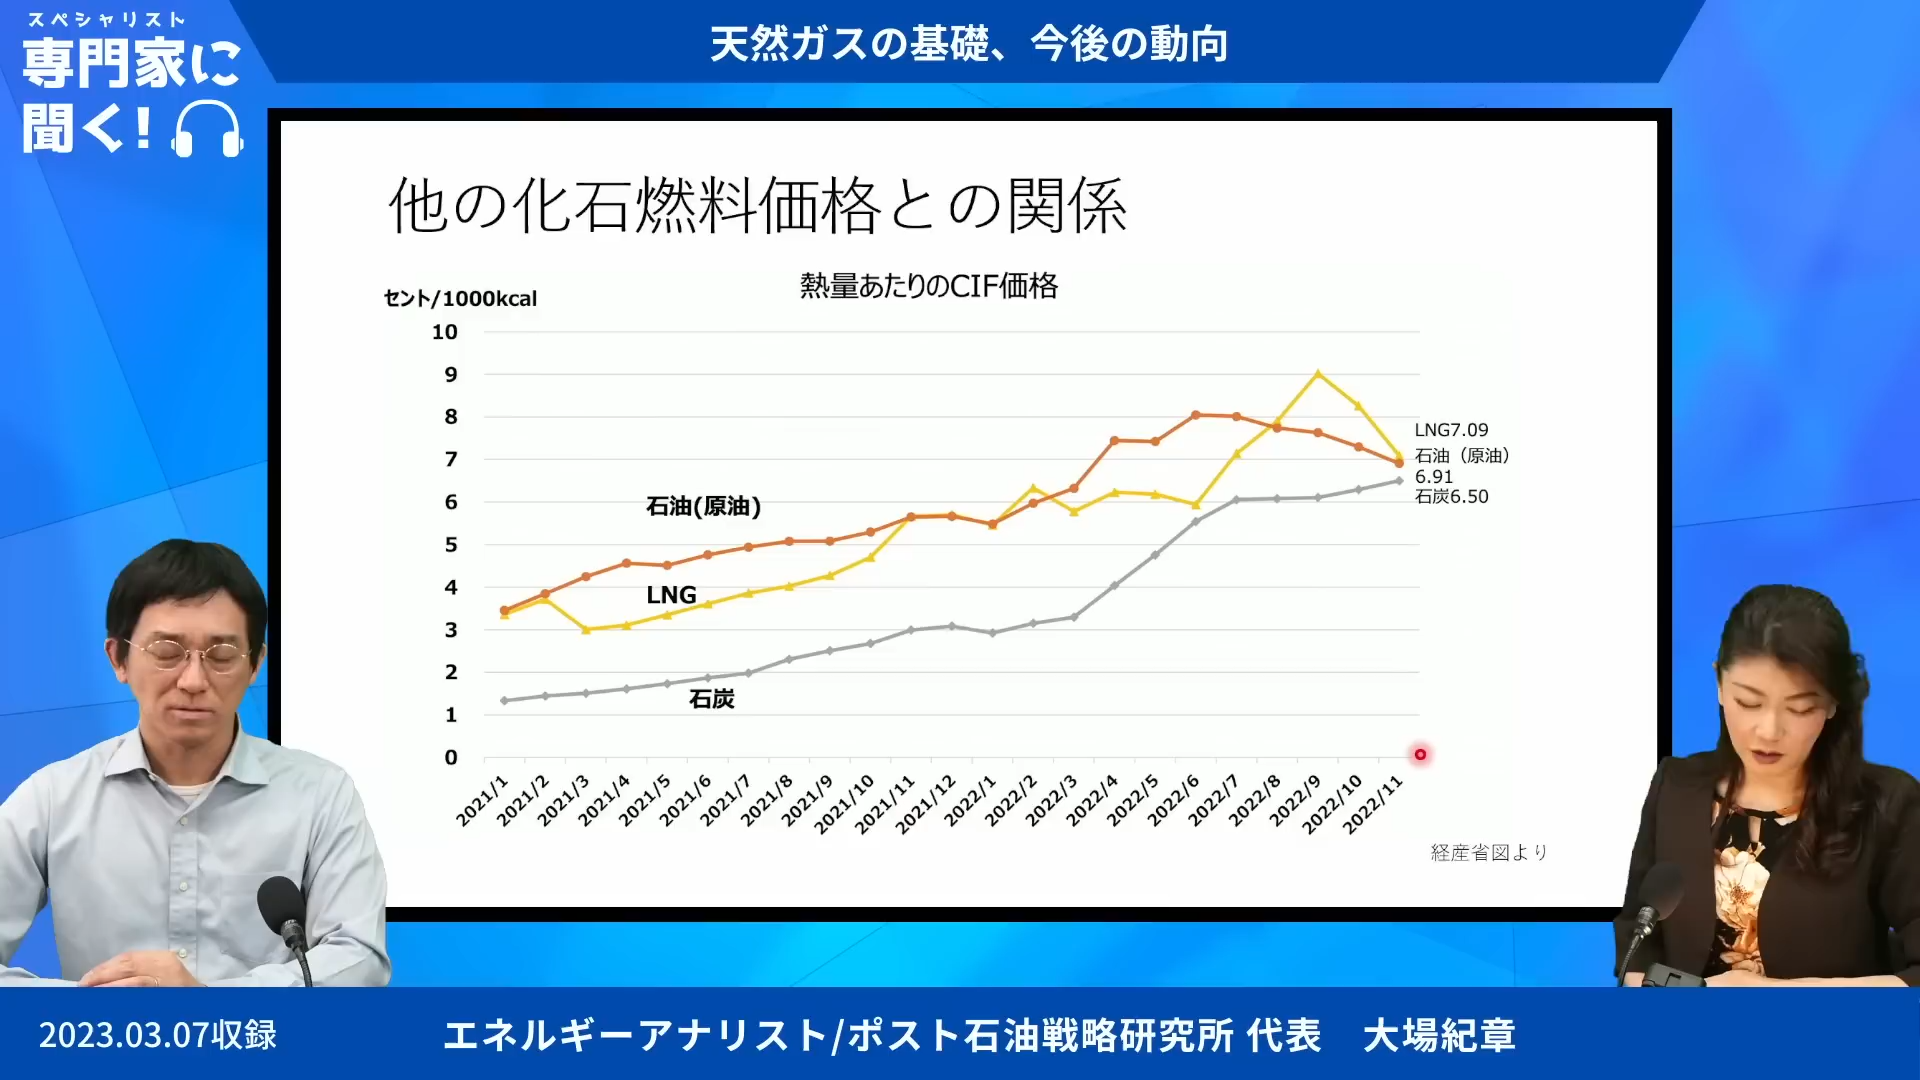 スペシャリスト
専門家に
聞く!
天然ガスの基礎、今後の動向
他の化石燃料価格との関係
熱量あたりのCIF価格
セント/1000kcal
10
9
8
7
6
5
4
3
2
1
0
石油(原油)
LNG
石炭
LNG7.09
石油（原油）
6.91
石炭6.50
2021/1
2021/2
2021/3
2021/4
2021/5
2021/6
2021/7
2021/8
2021/9
2021/10
2021/11
2021/12
2022/1
2022/2
2022/3
2022/4
2022/5
2022/6
2022/7
2022/8
2022/9
2022/10
2022/11
経産省図より
2023.03.07収録
エネルギーアナリスト/ポスト石油戦略研究所 代表　大場紀章